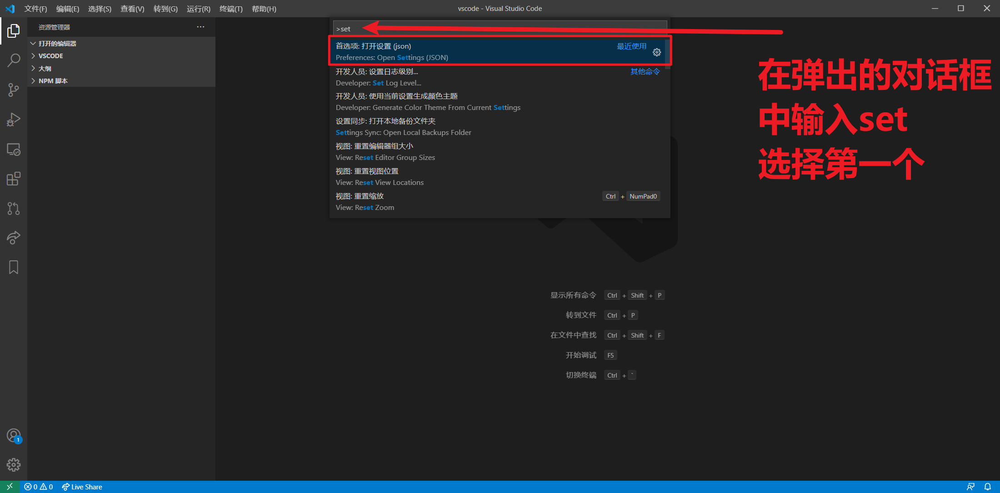 文件(F) 编辑(E) 选择(S) 查看(V) 转到(G) 运行(R) 终端(T) 帮助(H) vscode - Visual Studio Code
资源管理器
打开的编辑器
VSCODE
大纲
NPM 脚本
>set
首选项: 打开设置 (json) 最近使用
Preferences: Open Settings (JSON)
开发人员: 设置日志级别... 其他命令
Developer: Set Log Level...
开发人员: 使用当前设置生成颜色主题
Developer: Generate Color Theme From Current Settings
设置同步: 打开本地备份文件夹
Settings Sync: Open Local Backups Folder
视图: 重置编辑器组大小
View: Reset Editor Group Sizes
视图: 重置视图位置
View: Reset View Locations
视图: 重置缩放 Ctrl + NumPad0
View: Reset Zoom
在弹出的对话框
中输入set
选择第一个
显示所有命令 Ctrl + Shift + P
转到文件 Ctrl + P
在文件中查找 Ctrl + Shift + F
开始调试 F5
切换终端 Ctrl + `
1
0 0 Live Share